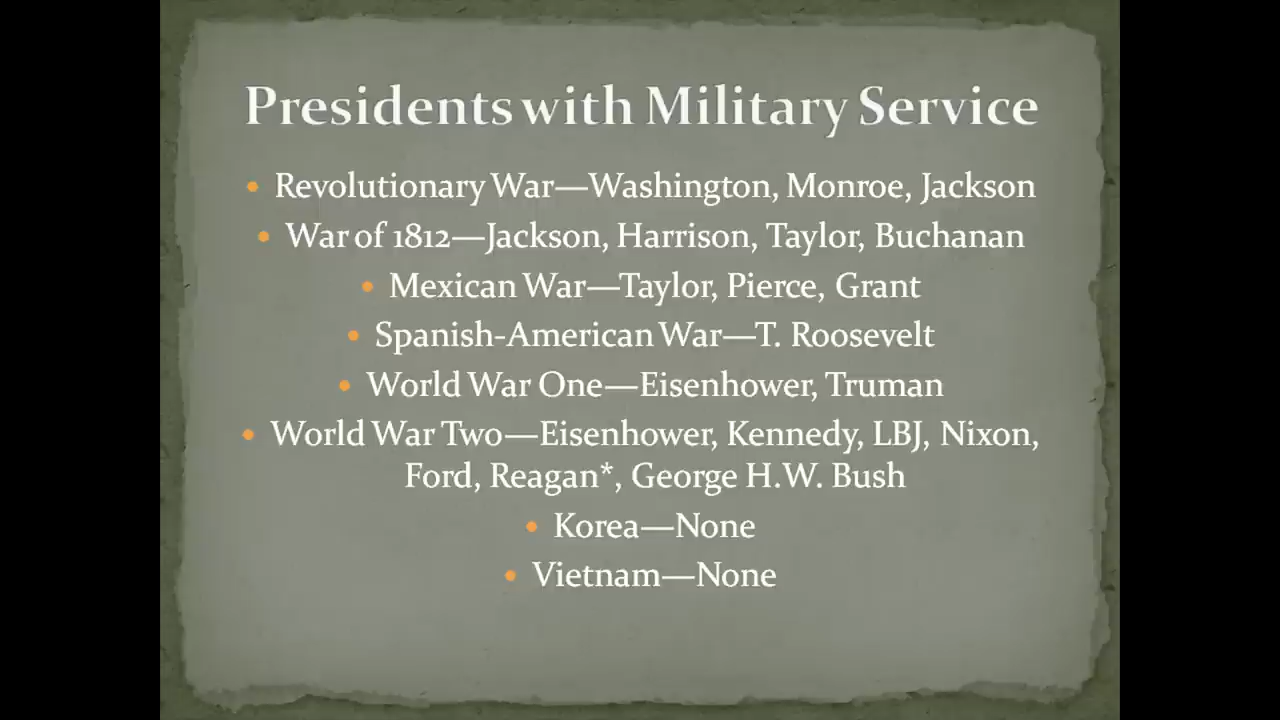 Presidents with Military Service
• Revolutionary War—Washington, Monroe, Jackson
• War of 1812—Jackson, Harrison, Taylor, Buchanan
• Mexican War—Taylor, Pierce, Grant
• Spanish-American War—T. Roosevelt
• World War One—Eisenhower, Truman
• World War Two—Eisenhower, Kennedy, LBJ, Nixon,
Ford, Reagan*, George H.W. Bush
• Korea—None
• Vietnam—None